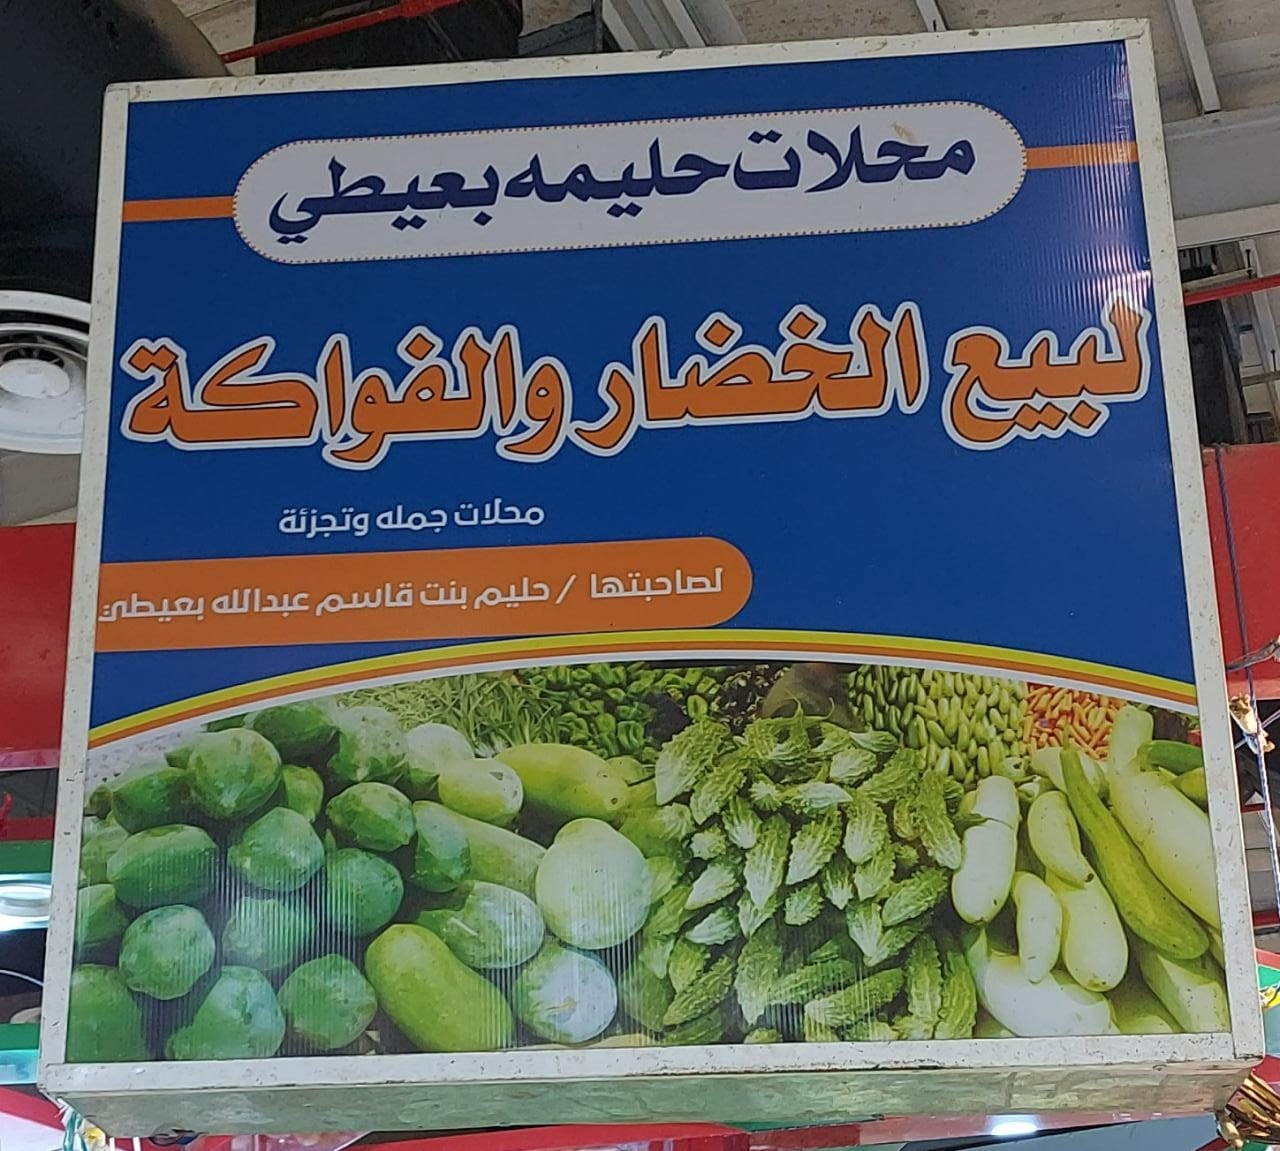 محلات حليمه بعيطي
لبيع الخضار والفواكة
محلات جمله وتجزئة
لصاحبتها / حليم بنت قاسم عبدالله بعيطي